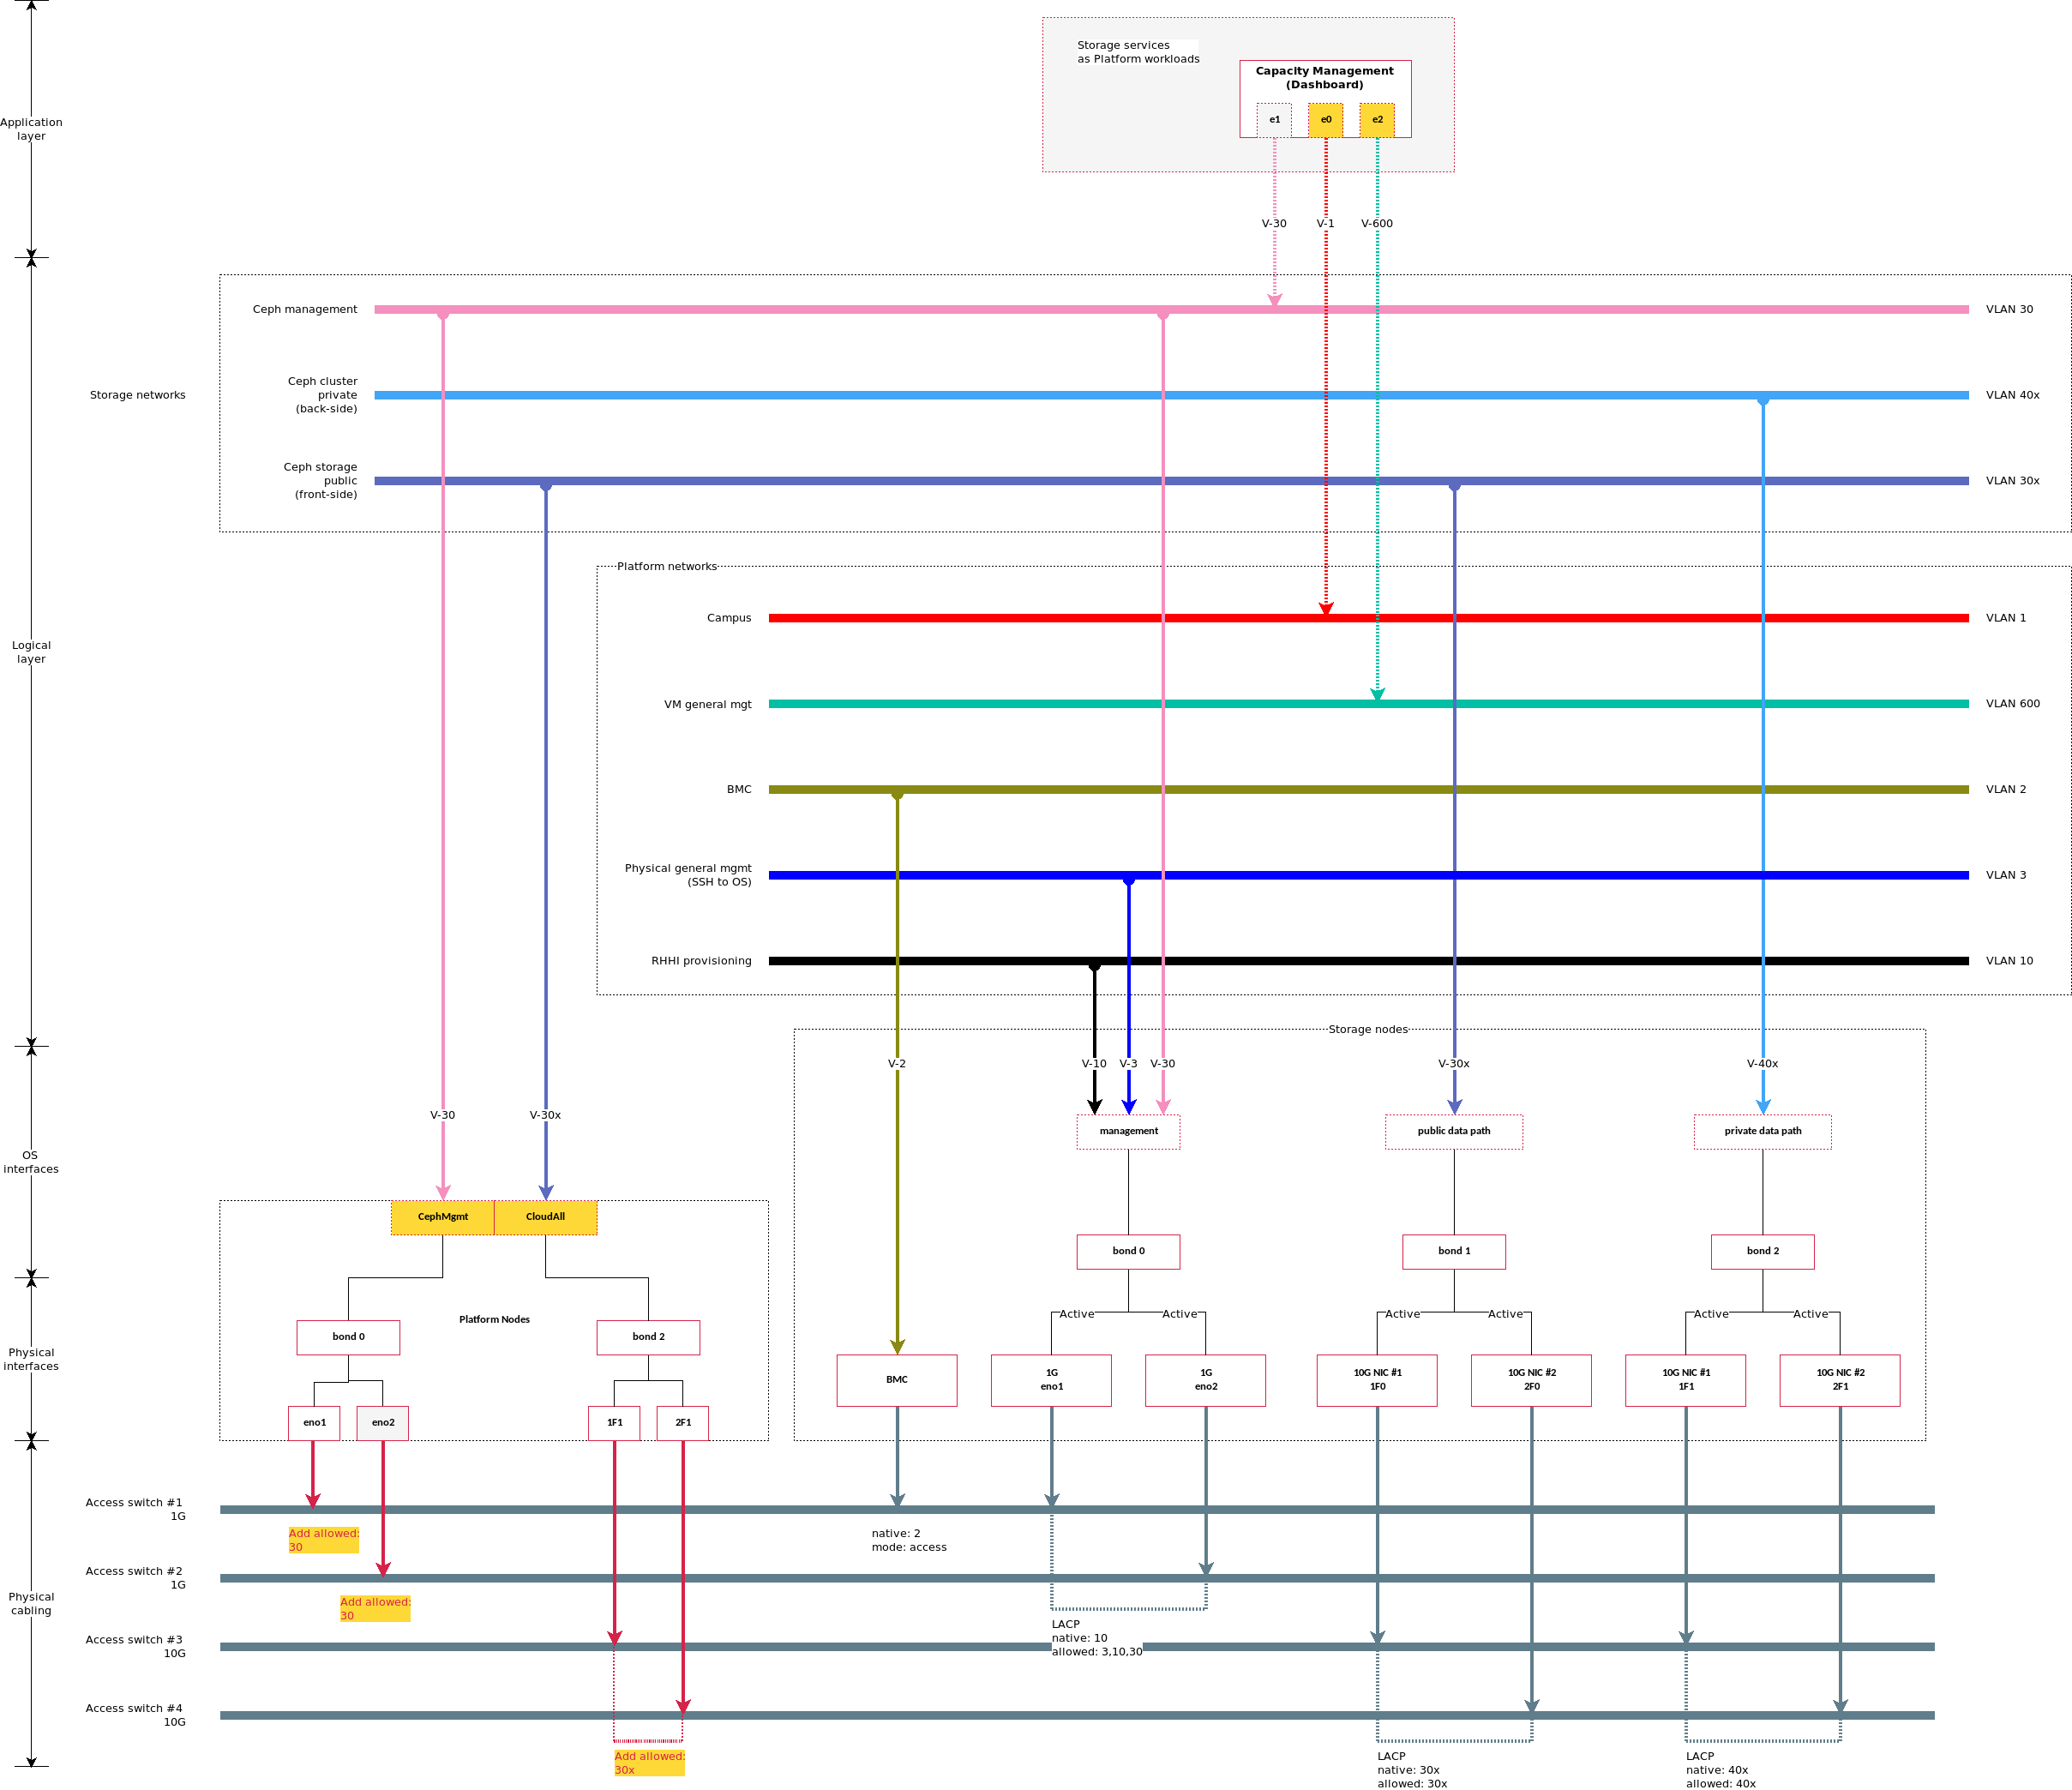 Storage services
as Platform workloads
Capacity Management
(Dashboard)
e1
e0
e2
Application
layer
V-30
V-1
V-600
Ceph management
VLAN 30
Storage networks
Ceph cluster
private
(back-side)
VLAN 40x
Ceph storage
public
(front-side)
VLAN 30x
Platform networks
Campus
VLAN 1
Logical
layer
VM general mgt
VLAN 600
BMC
VLAN 2
Physical general mgmt
(SSH to OS)
VLAN 3
RHHI provisioning
VLAN 10
Storage nodes
V-2
V-10
V-3
V-30
V-30x
V-40x
V-30
V-30x
management
public data path
private data path
OS
interfaces
CephMgmt
CloudAll
bond 0
bond 1
bond 2
Platform Nodes
Active
Active
Active
Active
Active
Active
bond 0
bond 2
Physical
interfaces
BMC
1G
eno1
1G
eno2
10G NIC #1
1F0
10G NIC #2
2F0
10G NIC #1
1F1
10G NIC #2
2F1
eno1
eno2
1F1
2F1
Access switch #1
1G
Add allowed:
30
native: 2
mode: access
Access switch #2
1G
Physical
cabling
Add allowed:
30
LACP
native: 10
allowed: 3,10,30
Access switch #3
10G
Access switch #4
10G
Add allowed:
30x
LACP
native: 30x
allowed: 30x
LACP
native: 40x
allowed: 40x